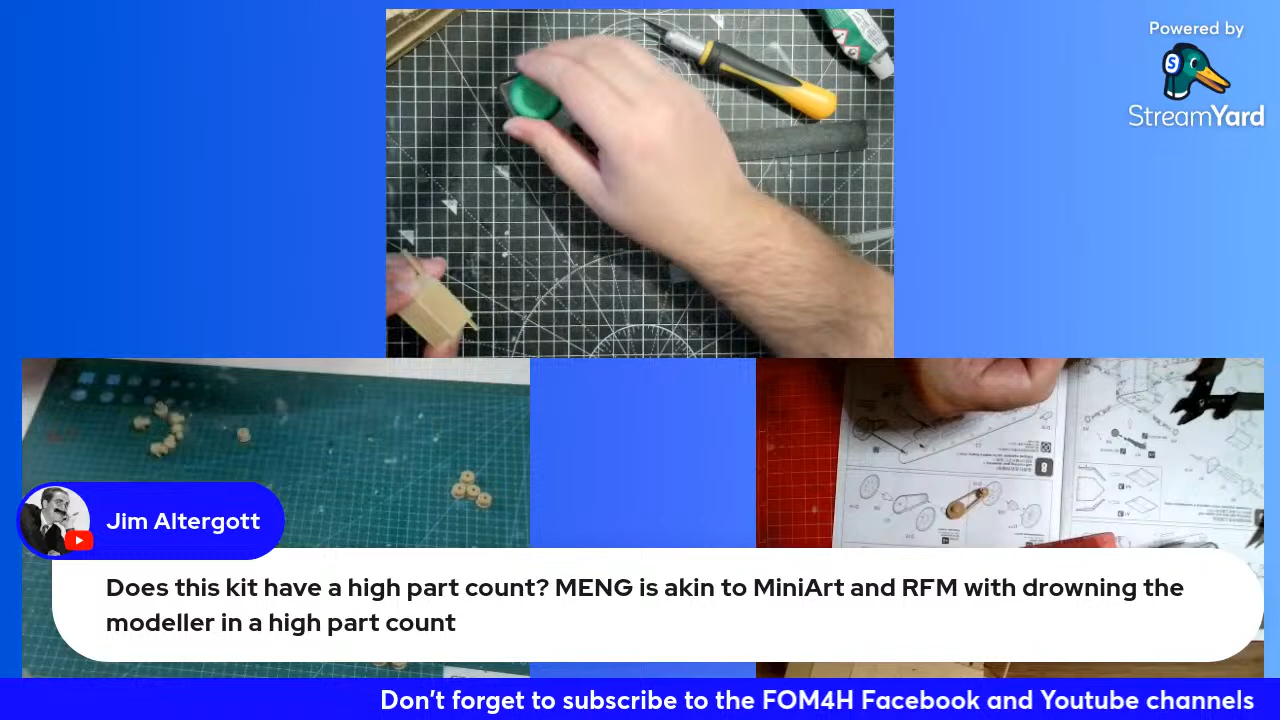 Powered by
StreamYard
S
8
Jim Altergott
Does this kit have a high part count? MENG is akin to MiniArt and RFM with drowning the
modeller in a high part count
Don't forget to subscribe to the FOM4H Facebook and Youtube channels